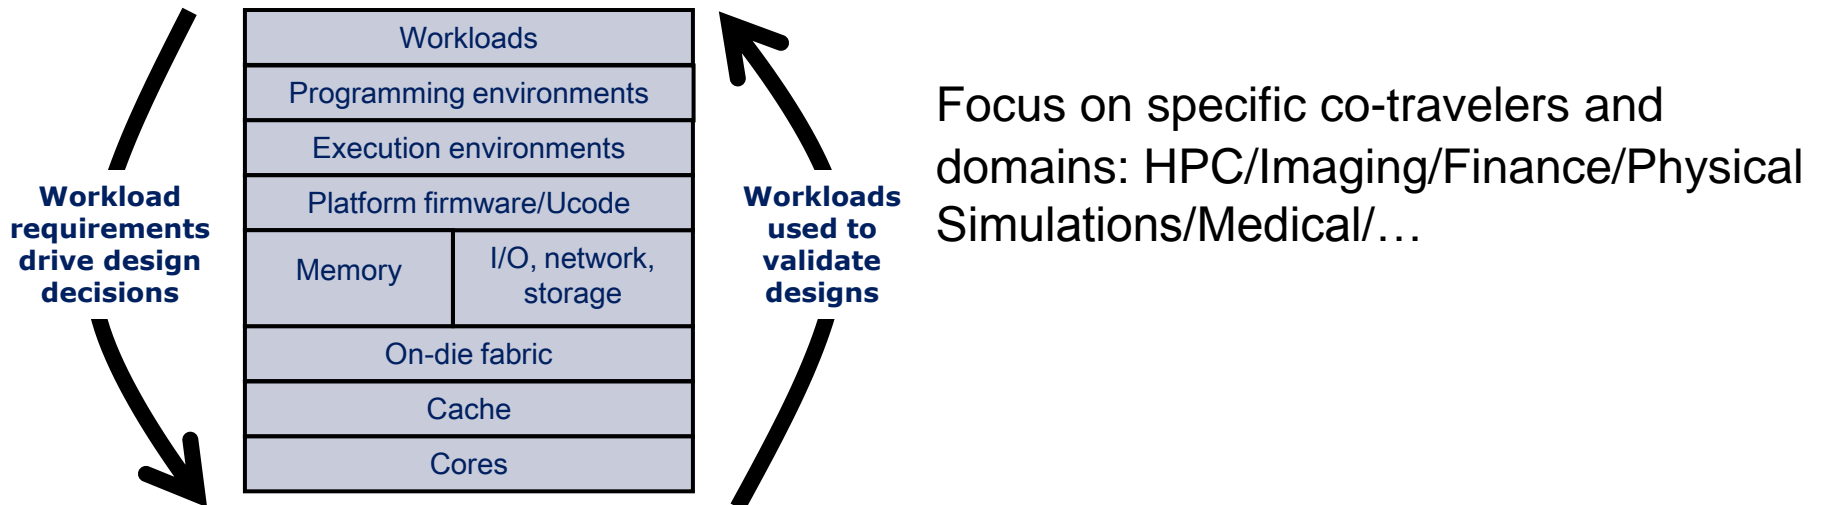 Workloads
Programming environments
Execution environments
Platform firmware/Ucode
Memory
I/O, network,
storage
On-die fabric
Cache
Cores
Workload
requirements
drive design
decisions
Workloads
used to
validate
designs
Focus on specific co-travelers and
domains: HPC/Imaging/Finance/Physical
Simulations/Medical/…